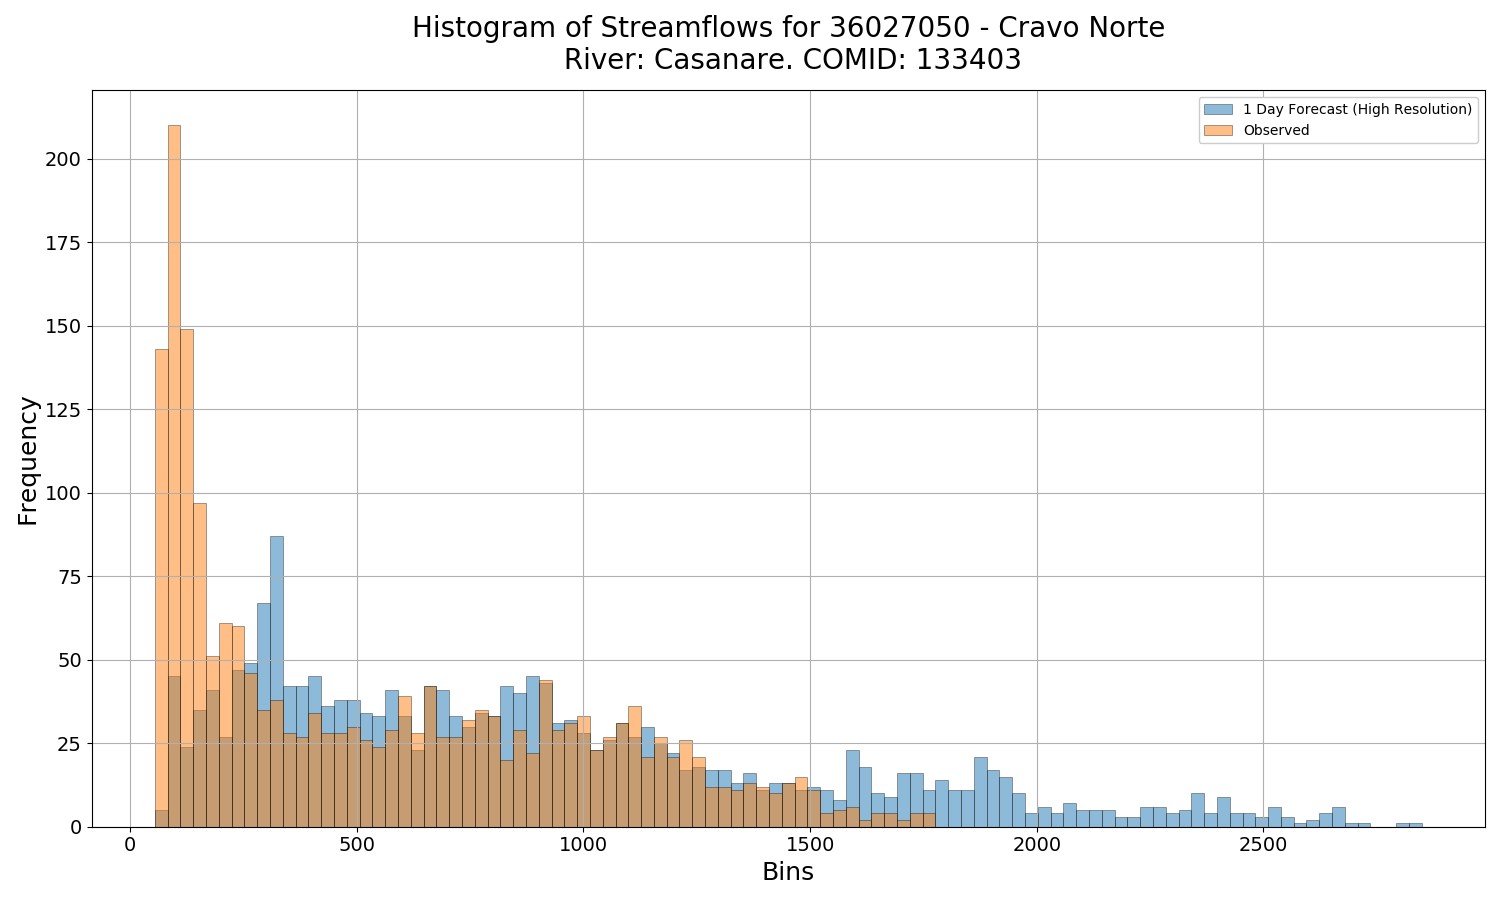 Histogram of Streamflows for 36027050 - Cravo Norte
River: Casanare. COMID: 133403
1 Day Forecast (High Resolution)
Observed
Frequency
200
175
150
125
100
75
50
25
0
0 500 1000 1500 2000 2500
Bins